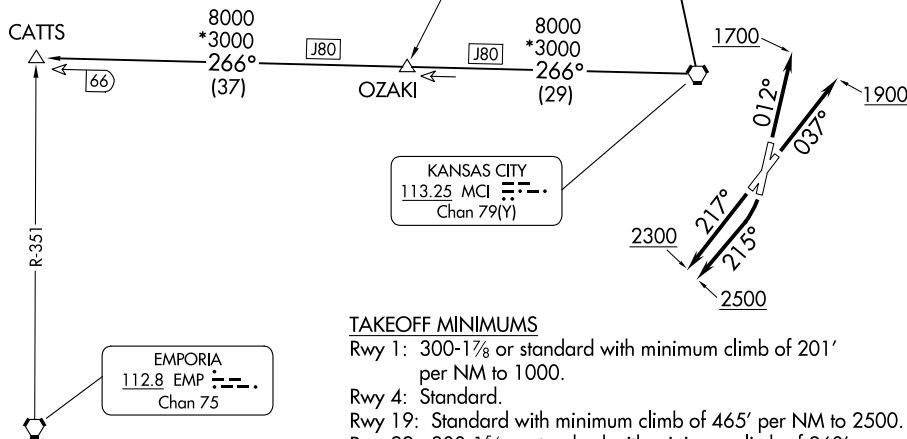 CATTS
8000
*3000
J80
266°
(37)
66
OZAKI
8000
*3000
J80
266°
(29)
1700
1900
012°
037°
217°
215°
2300
2500
KANSAS CITY
113.25 MCI
Chan 79(Y)
R-351
EMPORIA
112.8 EMP
Chan 75
TAKEOFF MINIMUMS
Rwy 1: 300-1⅞ or standard with minimum climb of 201'
per NM to 1000.
Rwy 4: Standard.
Rwy 19: Standard with minimum climb of 465' per NM to 2500.